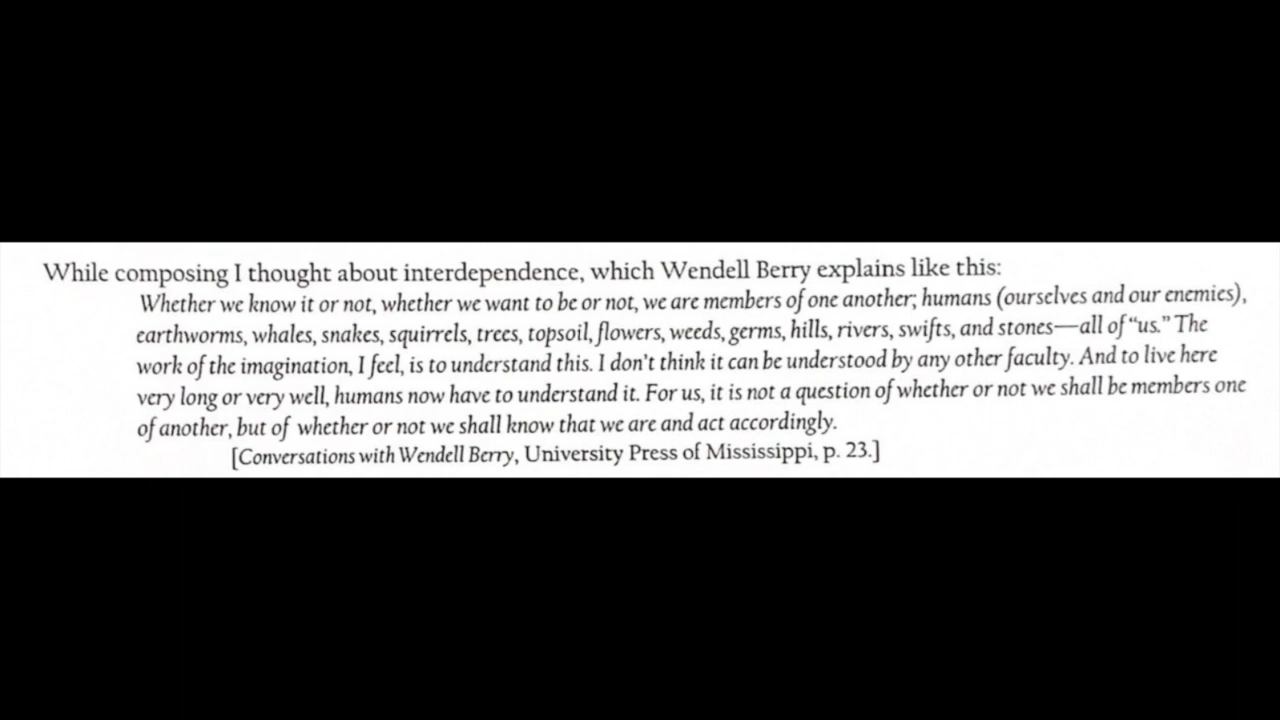 While composing I thought about interdependence, which Wendell Berry explains like this:
Whether we know it or not, whether we want to be or not, we are members of one another; humans (ourselves and our enemies),
earthworms, whales, snakes, squirrels, trees, topsoil, flowers, weeds, germs, hills, rivers, swifts, and stones—all of “us.” The
work of the imagination, I feel, is to understand this. I don’t think it can be understood by any other faculty. And to live here
very long or very well, humans now have to understand it. For us, it is not a question of whether or not we shall be members one
of another, but of whether or not we shall know that we are and act accordingly.
[Conversations with Wendell Berry, University Press of Mississippi, p. 23.]